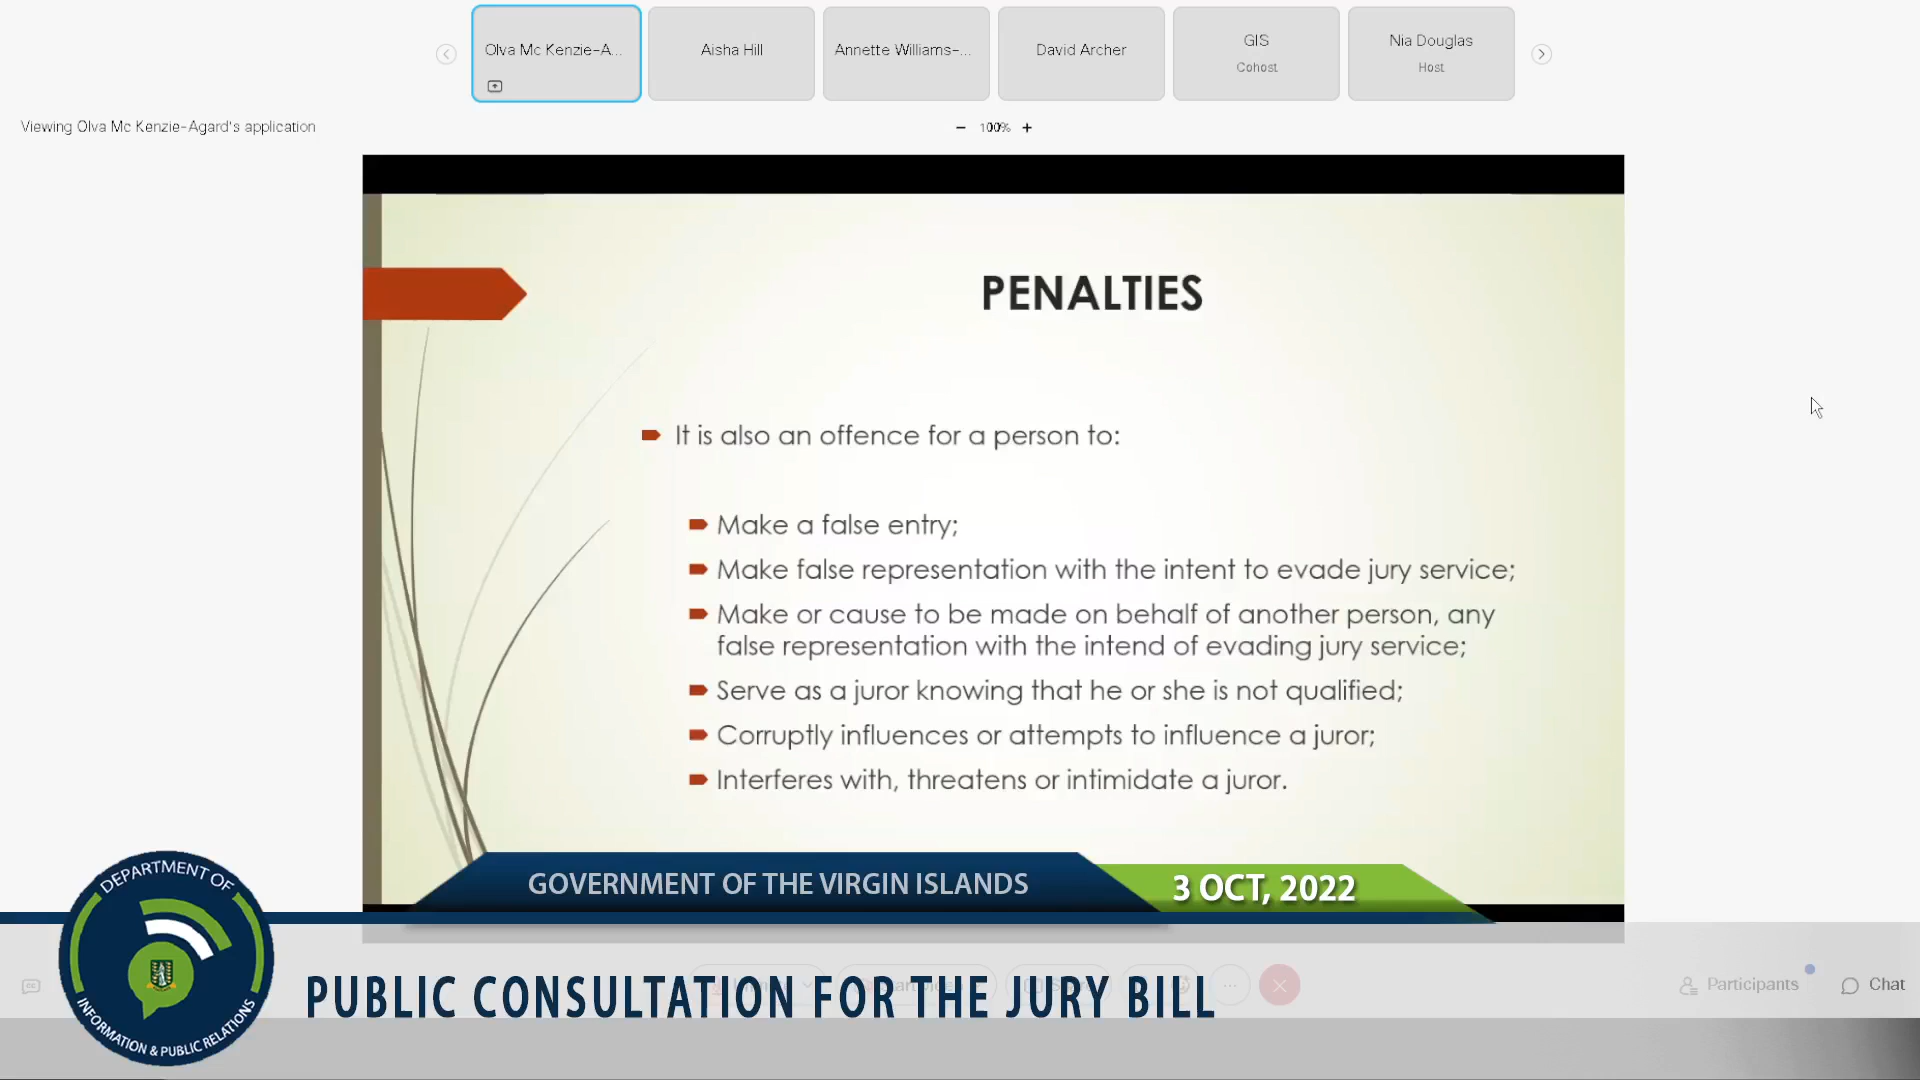 Olva Mc Kenzie-A...
Aisha Hill
Annette Williams-...
David Archer
GIS
Cohost
Nia Douglas
Host
Viewing Olva Mc Kenzie-Agard's application
PENALTIES
It is also an offence for a person to:
Make a false entry;
Make false representation with the intent to evade jury service;
Make or cause to be made on behalf of another person, any
false representation with the intend of evading jury service;
Serve as a juror knowing that he or she is not qualified;
Corruptly influences or attempts to influence a juror;
Interferes with, threatens or intimidate a juror.
GOVERNMENT OF THE VIRGIN ISLANDS
3 OCT, 2022
DEPARTMENT OF
INFORMATION & PUBLIC RELATIONS
PUBLIC CONSULTATION FOR THE JURY BILL
Participants
Chat